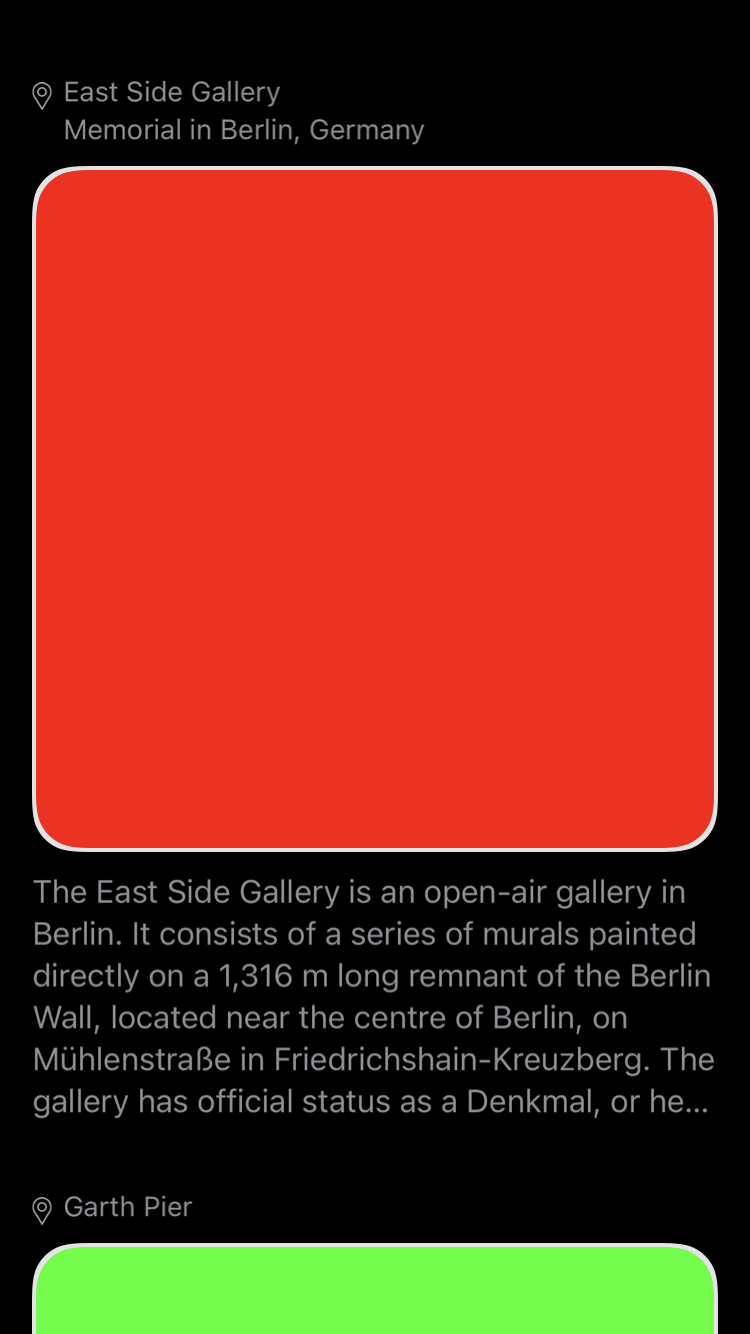 East Side Gallery
Memorial in Berlin, Germany
The East Side Gallery is an open-air gallery in
Berlin. It consists of a series of murals painted
directly on a 1,316 m long remnant of the Berlin
Wall, located near the centre of Berlin, on
Mühlenstraße in Friedrichshain-Kreuzberg. The
gallery has official status as a Denkmal, or he...
Garth Pier